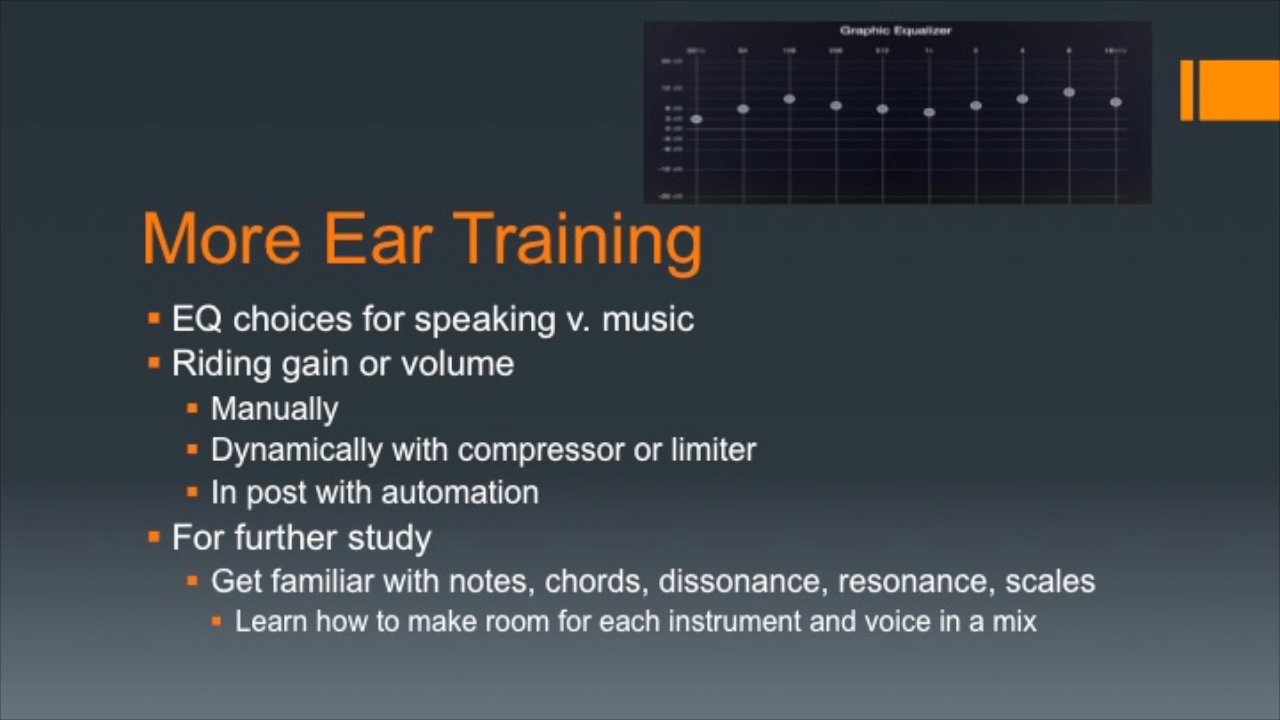 Graphic Equalizer
More Ear Training
EQ choices for speaking v. music
Riding gain or volume
Manually
Dynamically with compressor or limiter
In post with automation
For further study
Get familiar with notes, chords, dissonance, resonance, scales
Learn how to make room for each instrument and voice in a mix